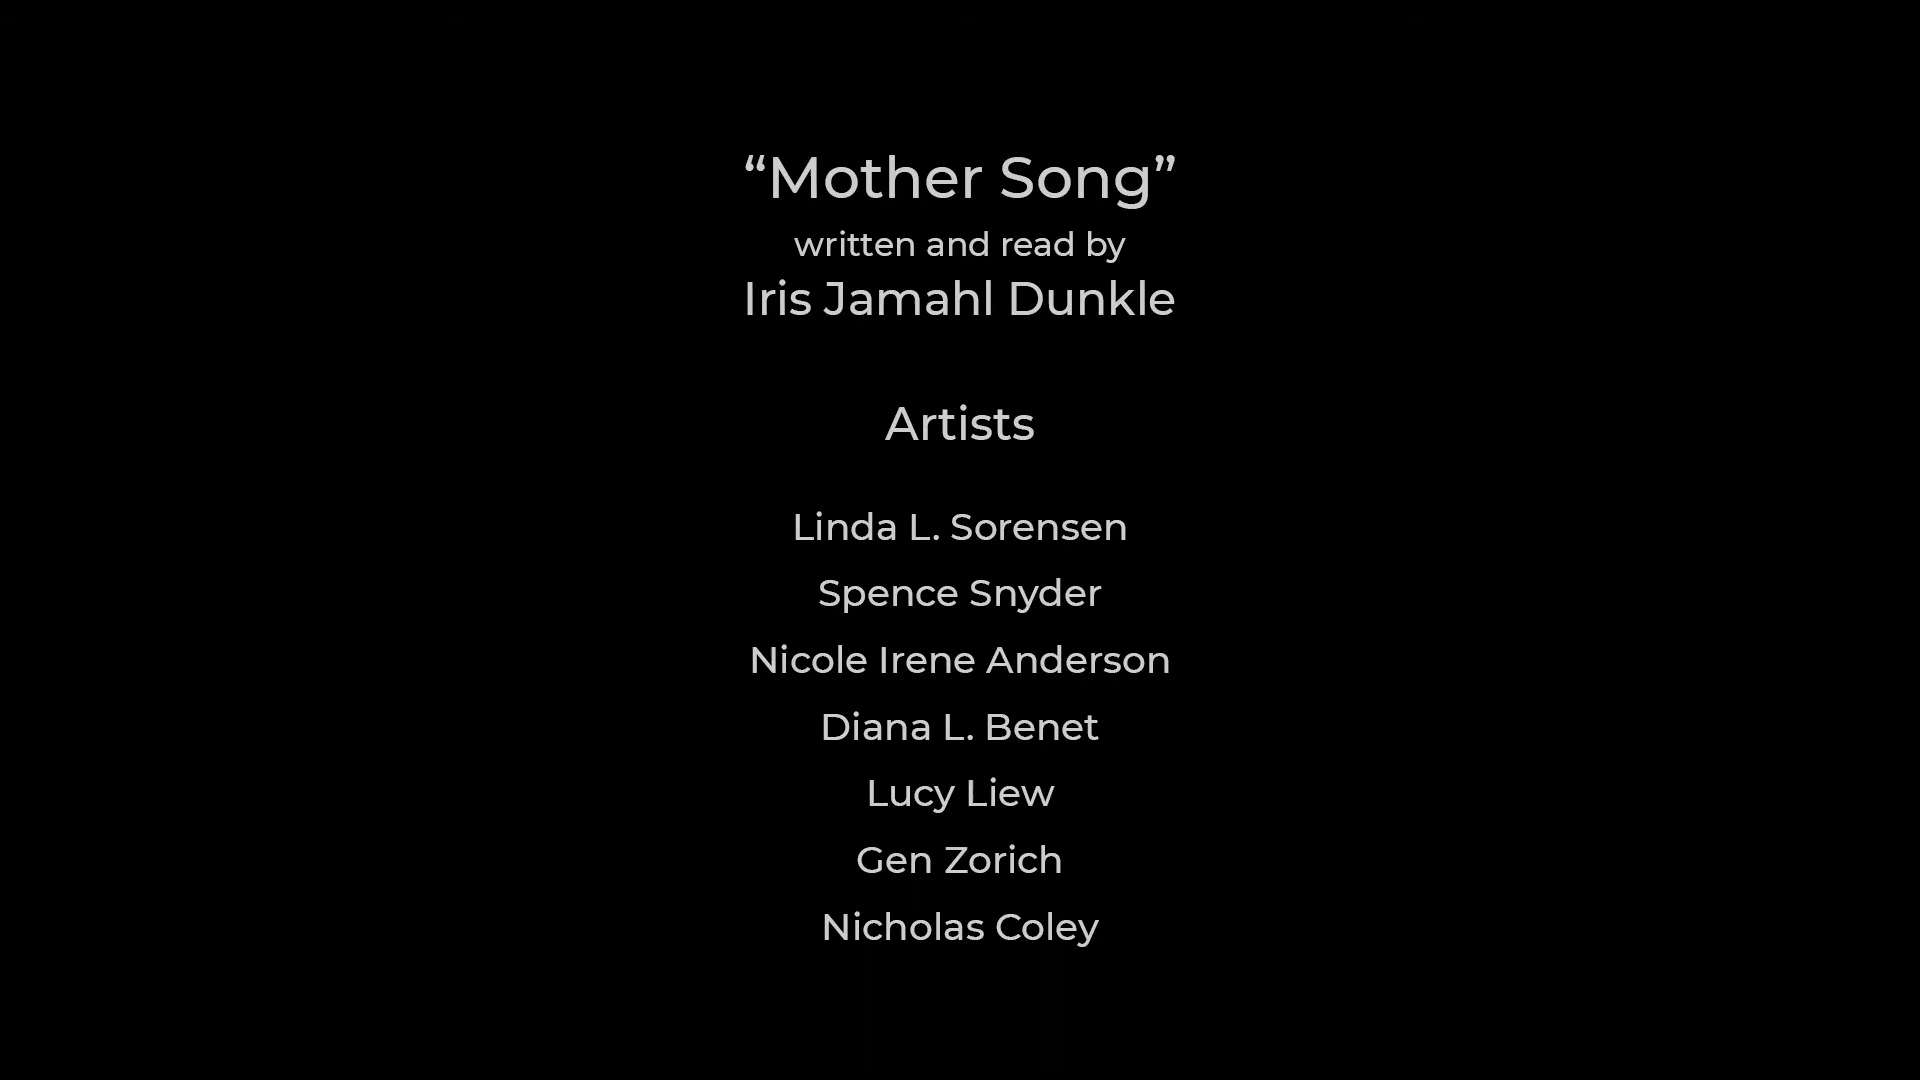 “Mother Song”
written and read by
Iris Jamahl Dunkle
Artists
Linda L. Sorensen
Spence Snyder
Nicole Irene Anderson
Diana L. Benet
Lucy Liew
Gen Zorich
Nicholas Coley